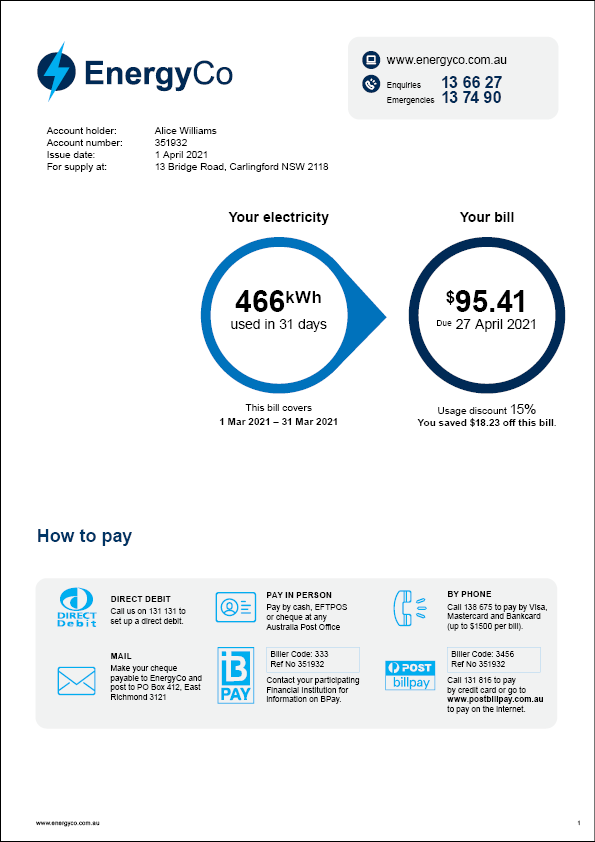 EnergyCo
www.energyco.com.au
Enquiries 13 66 27
Emergencies 13 74 90
Account holder: Alice Williams
Account number: 351932
Issue date: 1 April 2021
For supply at: 13 Bridge Road, Carlingford NSW 2118
Your electricity
466kWh
used in 31 days
This bill covers
1 Mar 2021 – 31 Mar 2021
Your bill
$95.41
Due 27 April 2021
Usage discount 15%
You saved $18.23 off this bill.
How to pay
DIRECT
Debit
DIRECT DEBIT
Call us on 131 131 to
set up a direct debit.
PAY IN PERSON
Pay by cash, EFTPOS
or cheque at any
Australia Post Office
BY PHONE
Call 138 675 to pay by Visa,
Mastercard and Bankcard
(up to $1500 per bill).
MAIL
Make your cheque
payable to EnergyCo and
post to PO Box 412, East
Richmond 3121
B
PAY
Biller Code: 333
Ref No 351932
Contact your participating
Financial Institution for
information on BPay.
POST
billpay
Biller Code: 3456
Ref No 351932
Call 131 816 to pay
by credit card or go to
www.postbillpay.com.au
to pay on the internet.
www.energyco.com.au
1